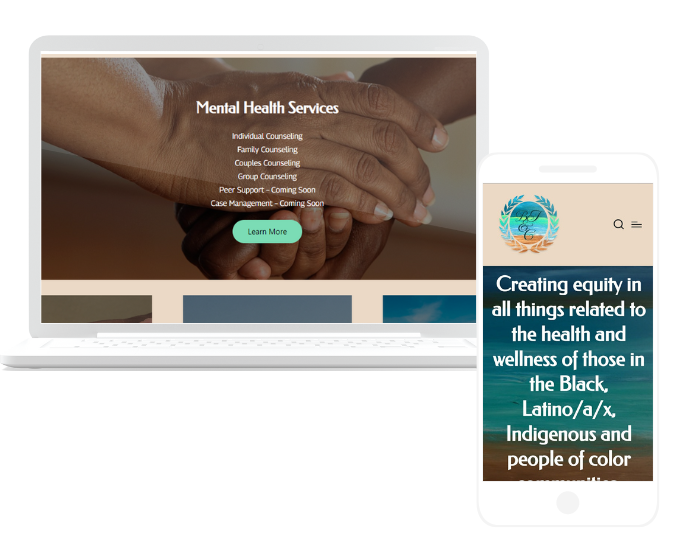 Mental Health Services
Individual Counseling
Family Counseling
Couples Counseling
Group Counseling
Peer Support - Coming Soon
Case Management - Coming Soon
Learn More
Creating equity in
all things related to
the health and
wellness of those in
the Black,
Latino/a/x,
Indigenous and
people of color